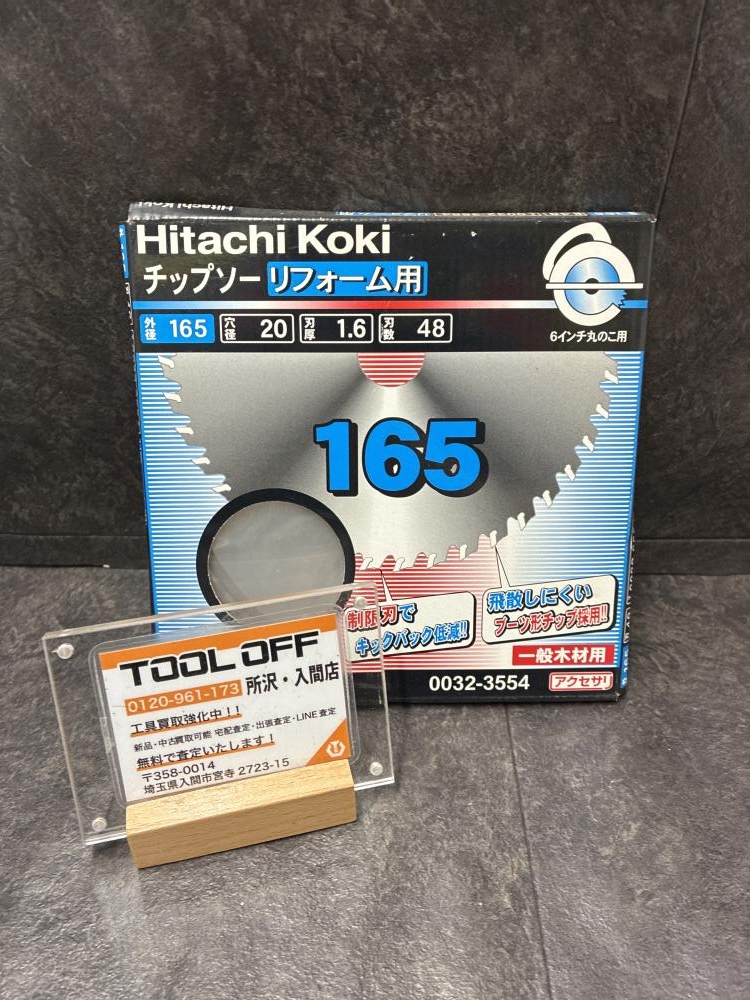 Hitachi Koki
Hitachi Koki
チップソー リフォーム用
外径 165 穴径 20 刃厚 1.6 刃数 48
6インチ丸のこ用
165
制限刃で
キックバック低減!!
飛散しにくい
ブーツ形チップ採用!!
一般木材用
0032-3554 アクセサリ
TOOL OFF
0120-961-173 所沢・入間店
工具買取強化中!!
新品・中古買取可能 宅配査定・出張査定・LINE査定
無料で査定いたします!
〒358-0014
埼玉県入間市宮寺 2723-15